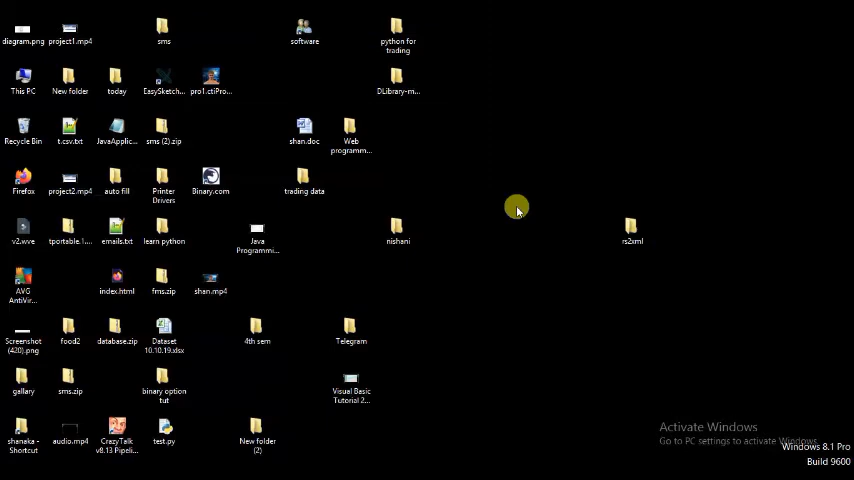 diagram.png
project1.mp4
sms
software
python for
trading
This PC
New folder
today
EasySketch...
pro1.ctiPro...
DLibrary-m...
Recycle Bin
t.csv.txt
JavaApplic...
sms (2).zip
shan.doc
Web
programm...
Firefox
project2.mp4
auto fill
Printer
Drivers
Binary.com
trading data
v2.wve
tportable.1....
emails.txt
learn python
Java
Programmi...
nishani
rs2xml
AVG
AntiVir...
index.html
fms.zip
shan.mp4
Screenshot
(420).png
food2
database.zip
Dataset
10.10.19.xlsx
4th sem
Telegram
gallary
sms.zip
binary option
tut
Visual Basic
Tutorial 2...
shanaka -
Shortcut
audio.mp4
CrazyTalk
v8.13 Pipeli...
test.py
New folder
(2)
Activate Windows
Go to PC settings to activate Windows.
Windows 8.1 Pro
Build 9600